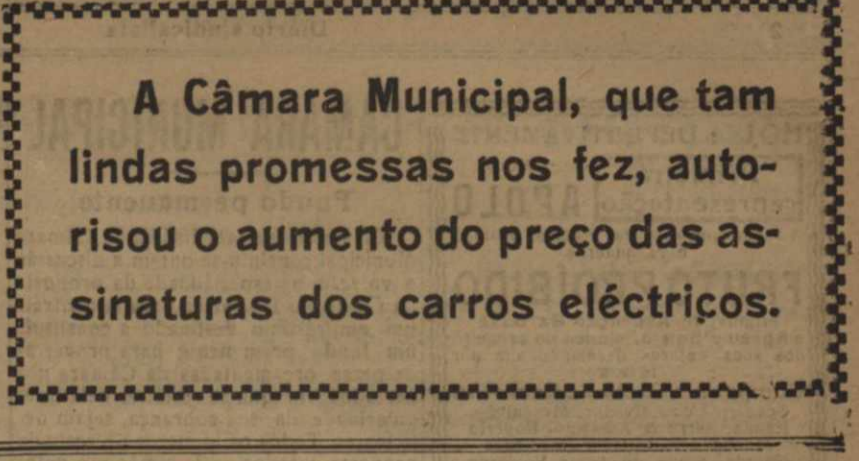 A Câmara Municipal, que tam
lindas promessas nos fez, auto-
risou o aumento do preço das as-
sinaturas dos carros eléctricos.